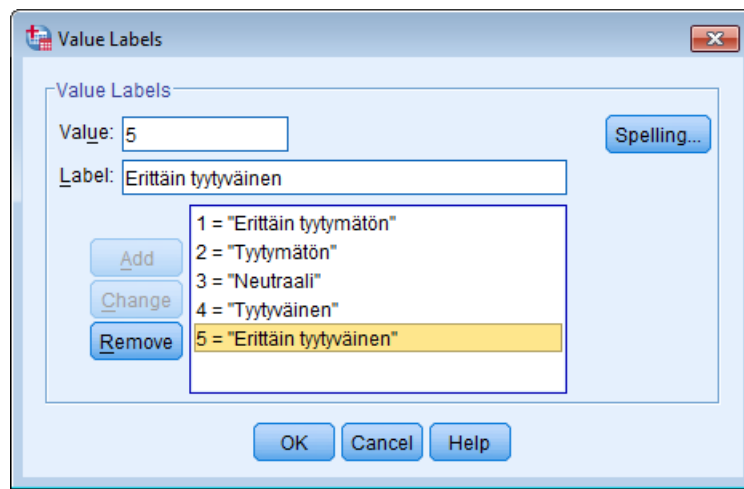 Value Labels
Value Labels
Value: 5
Spelling...
Label: Erittäin tyytyväinen
1 = "Erittäin tyytymätön"
Add
2 = "Tyytymätön"
3 = "Neutraali"
Change
4 = "Tyytyväinen"
Remove
5 = "Erittäin tyytyväinen"
OK Cancel Help